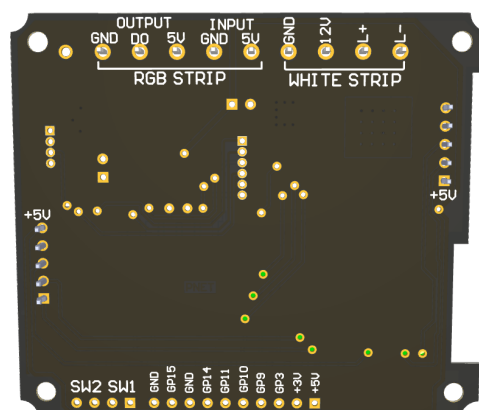 OUTPUT INPUT
GND DO 5V GND 5V GND 12V L+ L-
RGB STRIP WHITE STRIP
+5V
+5V
SW2 SW1 GND GP15 GND GP14 GP11 GP10 GP9 GP3 +3V +5V